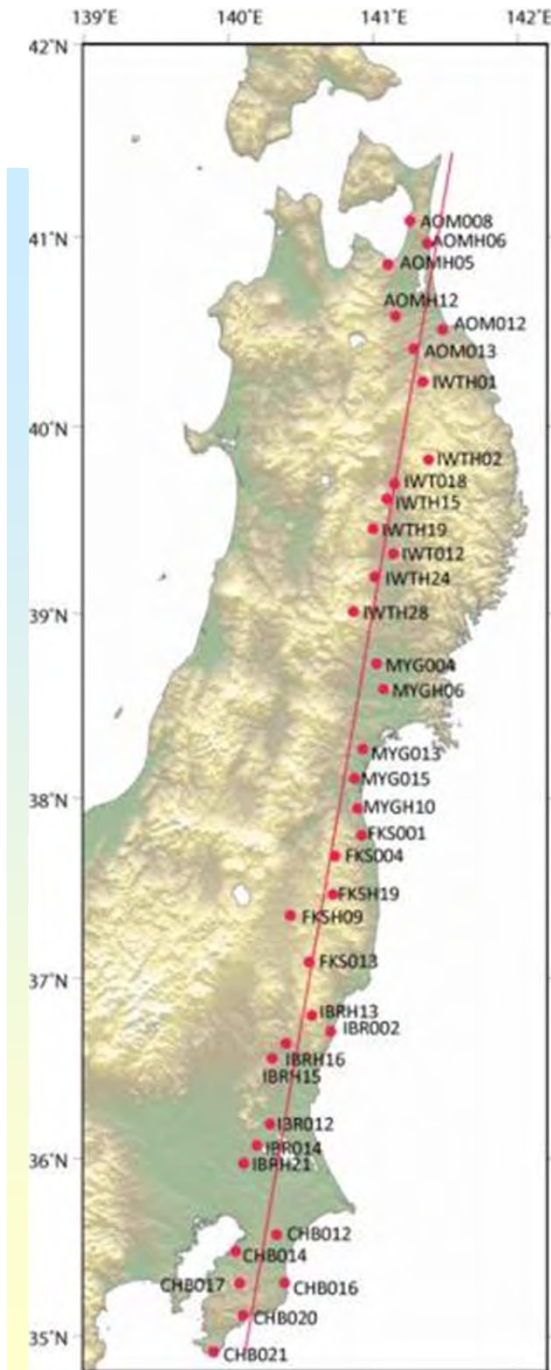 139°E 140°E 141°E 142°E
42°N
AOM008
41°N
AOMH06
AOMH05
AOMH12
AOM012
AOM013
IWTH01
40°N
IWTH02
IWT018
IWTH15
IWTH19
IWT012
IWTH24
39°N
IWTH28
MYG004
MYGH06
MYG013
MYG015
38°N
MYGH10
FKS001
FKS004
FKSH19
FKSH09
37°N
FKS013
IBRH13
IBR002
IBRH16
IBRH15
IBR012
IBR014
36°N
IBRH21
CHB012
CHB014
CHB017 CHB016
CHB020
35°N
CHB021